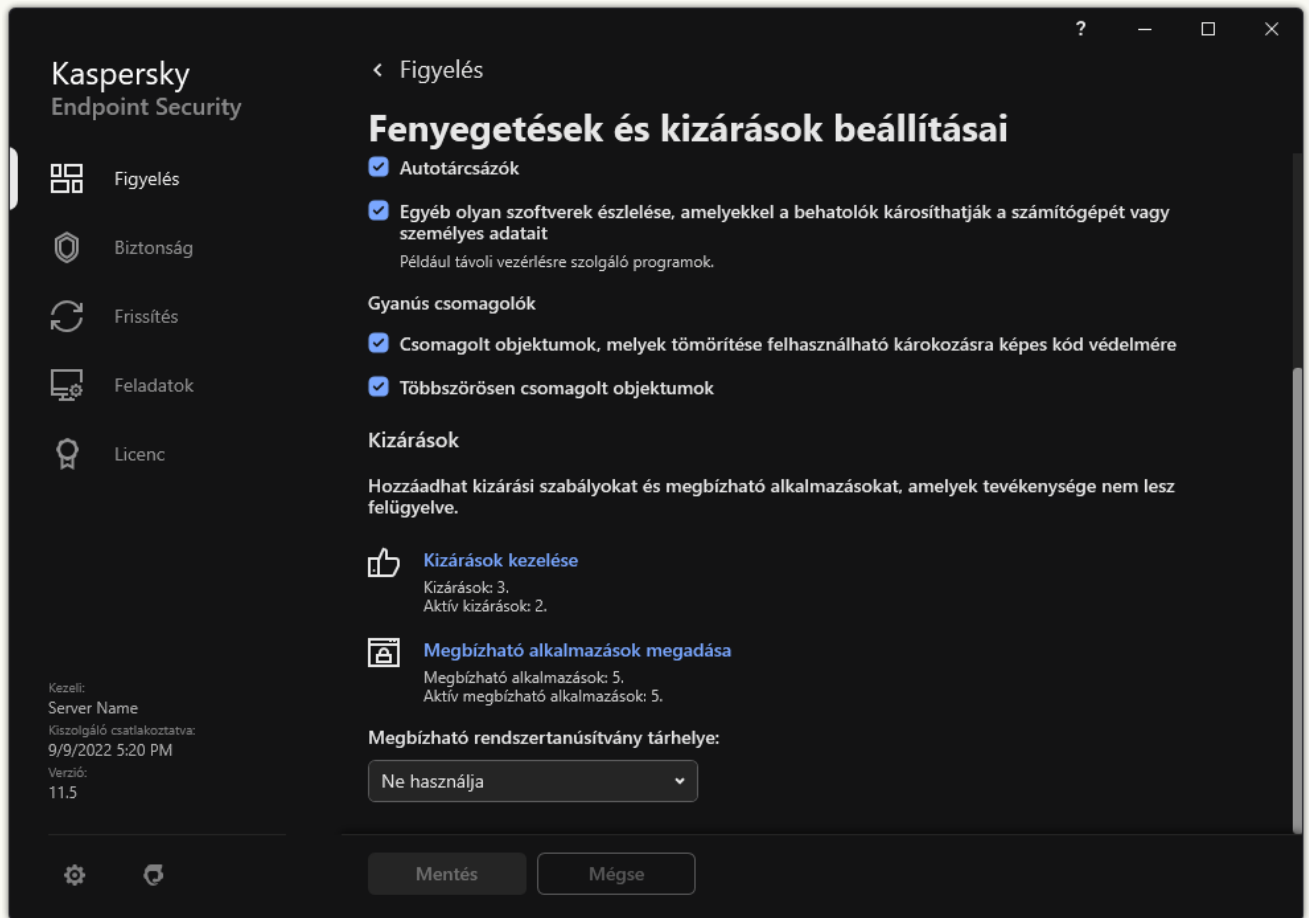 ?
Kaspersky
Endpoint Security
Figyelés
Biztonság
Frissítés
Feladatok
Licenc
Kezeli:
Server Name
Kiszolgáló csatlakoztatva:
9/9/2022 5:20 PM
Verzió:
11.5
Figyelés
Fenyegetések és kizárások beállításai
Autotárcsázók
Egyéb olyan szoftverek észlelése, amelyekkel a behatolók károsíthatják a számítógépét vagy
személyes adatait
Például távoli vezérlésre szolgáló programok.
Gyanús csomagolók
Csomagolt objektumok, melyek tömörítése felhasználható károkozásra képes kód védelmére
Többszörösen csomagolt objektumok
Kizárások
Hozzáadhat kizárási szabályokat és megbízható alkalmazásokat, amelyek tevékenysége nem lesz
felügyelve.
Kizárások kezelése
Kizárások: 3.
Aktív kizárások: 2.
Megbízható alkalmazások megadása
Megbízható alkalmazások: 5.
Aktív megbízható alkalmazások: 5.
Megbízható rendszertanúsítvány tárhelye:
Ne használja
Mentés
Mégse